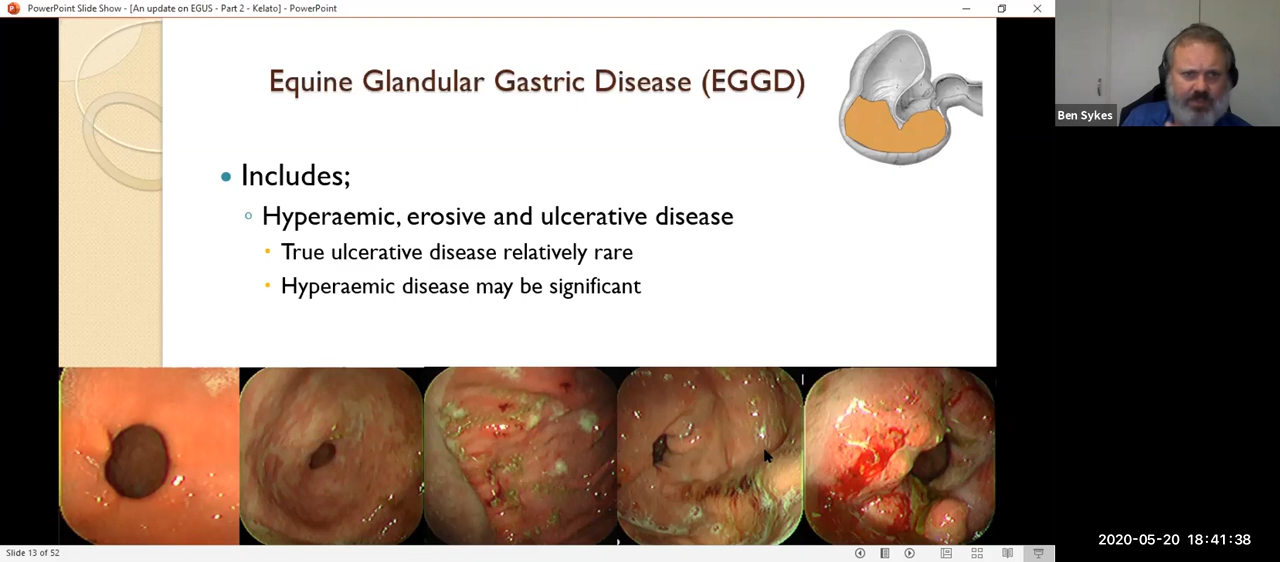 PowerPoint Slide Show - [An update on EGUS - Part 2 - Kelato] - PowerPoint
Equine Glandular Gastric Disease (EGGD)
Ben Sykes
Includes;
Hyperaemic, erosive and ulcerative disease
True ulcerative disease relatively rare
Hyperaemic disease may be significant
2020-05-20 18:41:38
Slide 13 of 52